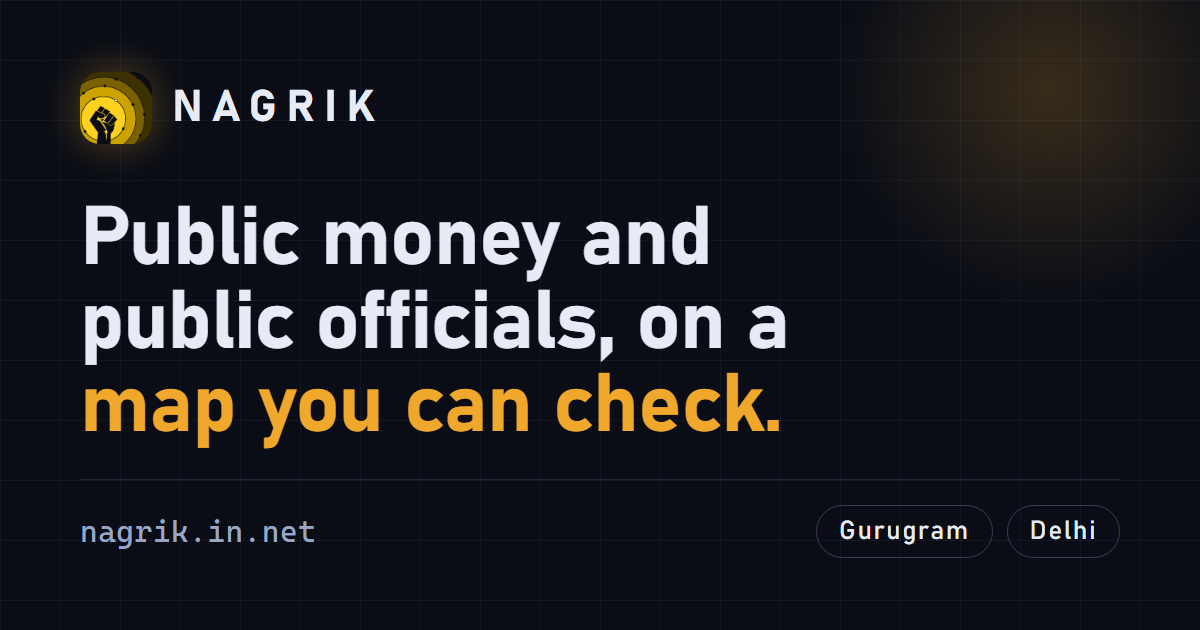 NAGRIK
Public money and
public officials, on a
map you can check.
nagrik.in.net
Gurugram
Delhi